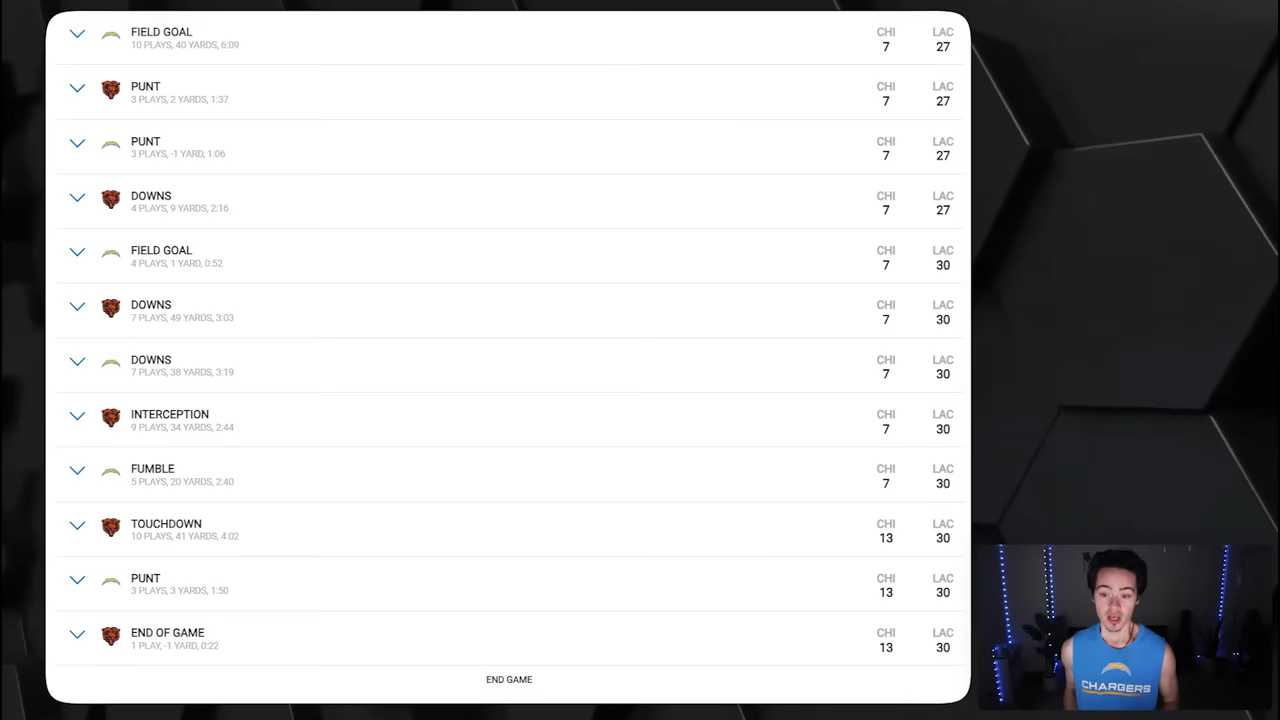 FIELD GOAL CHI LAC
10 PLAYS, 40 YARDS, 6:09 7 27
PUNT CHI LAC
3 PLAYS, 2 YARDS, 1:37 7 27
PUNT CHI LAC
3 PLAYS, -1 YARD, 1:06 7 27
DOWNS CHI LAC
4 PLAYS, 9 YARDS, 2:16 7 27
FIELD GOAL CHI LAC
4 PLAYS, 1 YARD, 0:52 7 30
DOWNS CHI LAC
7 PLAYS, 49 YARDS, 3:03 7 30
DOWNS CHI LAC
7 PLAYS, 38 YARDS, 3:19 7 30
INTERCEPTION CHI LAC
9 PLAYS, 34 YARDS, 2:44 7 30
FUMBLE CHI LAC
5 PLAYS, 20 YARDS, 2:40 7 30
TOUCHDOWN CHI LAC
10 PLAYS, 41 YARDS, 4:02 13 30
PUNT CHI LAC
3 PLAYS, 3 YARDS, 1:50 13 30
END OF GAME CHI LAC
1 PLAY, -1 YARD, 0:22 13 30
END GAME
CHARGERS